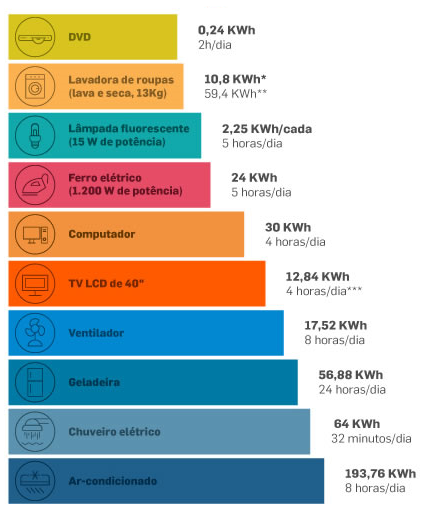 DVD
0,24 KWh
2h/dia
Lavadora de roupas
(lava e seca, 13Kg)
10,8 KWh*
59,4 KWh**
Lâmpada fluorescente
(15 W de potência)
2,25 KWh/cada
5 horas/dia
Ferro elétrico
(1.200 W de potência)
24 KWh
5 horas/dia
Computador
30 KWh
4 horas/dia
TV LCD de 40"
12,84 KWh
4 horas/dia***
Ventilador
17,52 KWh
8 horas/dia
Geladeira
56,88 KWh
24 horas/dia
Chuveiro elétrico
64 KWh
32 minutos/dia
Ar-condicionado
193,76 KWh
8 horas/dia